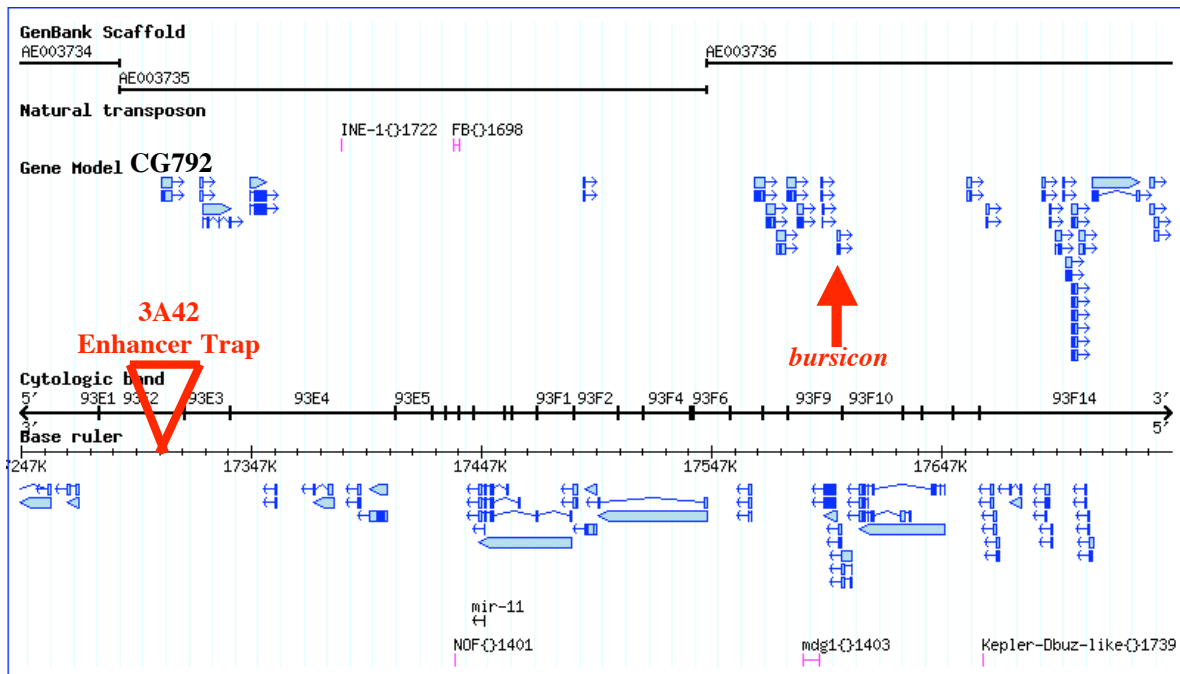 GenBank Scaffold
AE003734
AE003736
AE003735
Natural transposon
INE-1{}1722 FB{}1698
Gene Model CG792
3A42
Enhancer Trap
bursicon
Cytologic band
5′ 93E1 93E2 93E3 93E4 93E5 93F1 93F2 93F4 93F6 93F9 93F10 93F14 3′
3′ 5′
Base ruler
7247K 17347K 17447K 17547K 17647K
mir-11
NOF{}1401 mdg1{}1403 Kepler-Dbuz-like{}1739